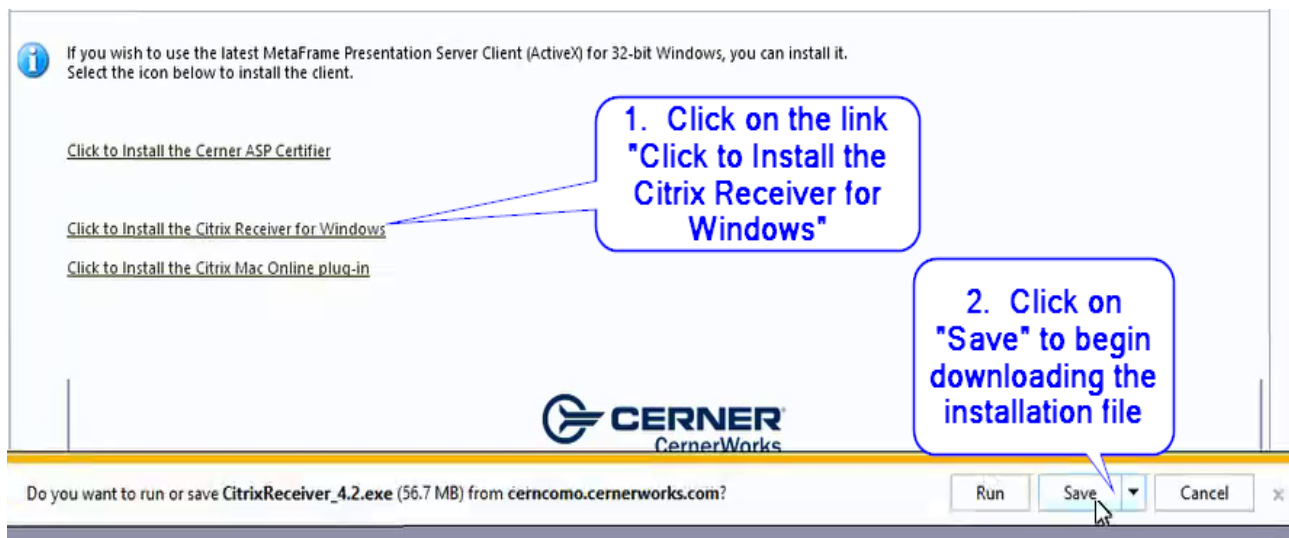 If you wish to use the latest MetaFrame Presentation Server Client (ActiveX) for 32-bit Windows, you can install it.
Select the icon below to install the client.
1. Click on the link
"Click to Install the
Citrix Receiver for
Windows"
Click to Install the Cerner ASP Certifier
Click to Install the Citrix Receiver for Windows
Click to Install the Citrix Mac Online plug-in
2. Click on
"Save" to begin
downloading the
installation file
CERNER
CernerWorks
Do you want to run or save CitrixReceiver_4.2.exe (56.7 MB) from cerncomo.cernerworks.com?
Run
Save
Cancel